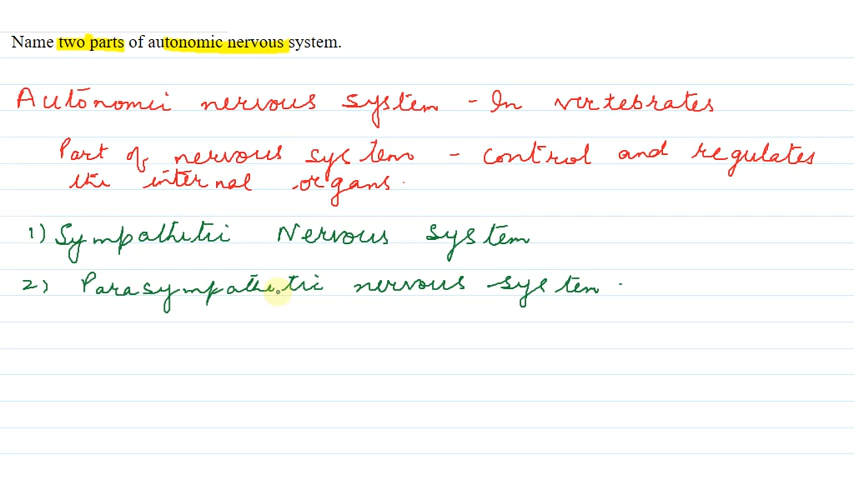 Name two parts of autonomic nervous system.
Autonomic nervous system - In vertebrates
Part of nervous system - control and regulates
the internal organs.
1) Sympathetic Nervous system
2) Parasympathetic nervous system.